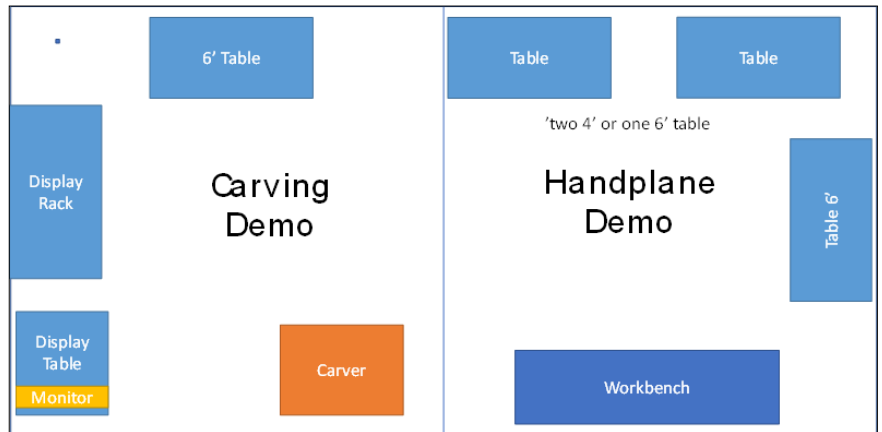 6' Table
Table
Table
'two 4' or one 6' table
Display
Rack
Carving
Demo
Handplane
Demo
Table 6'
Display
Table
Monitor
Carver
Workbench